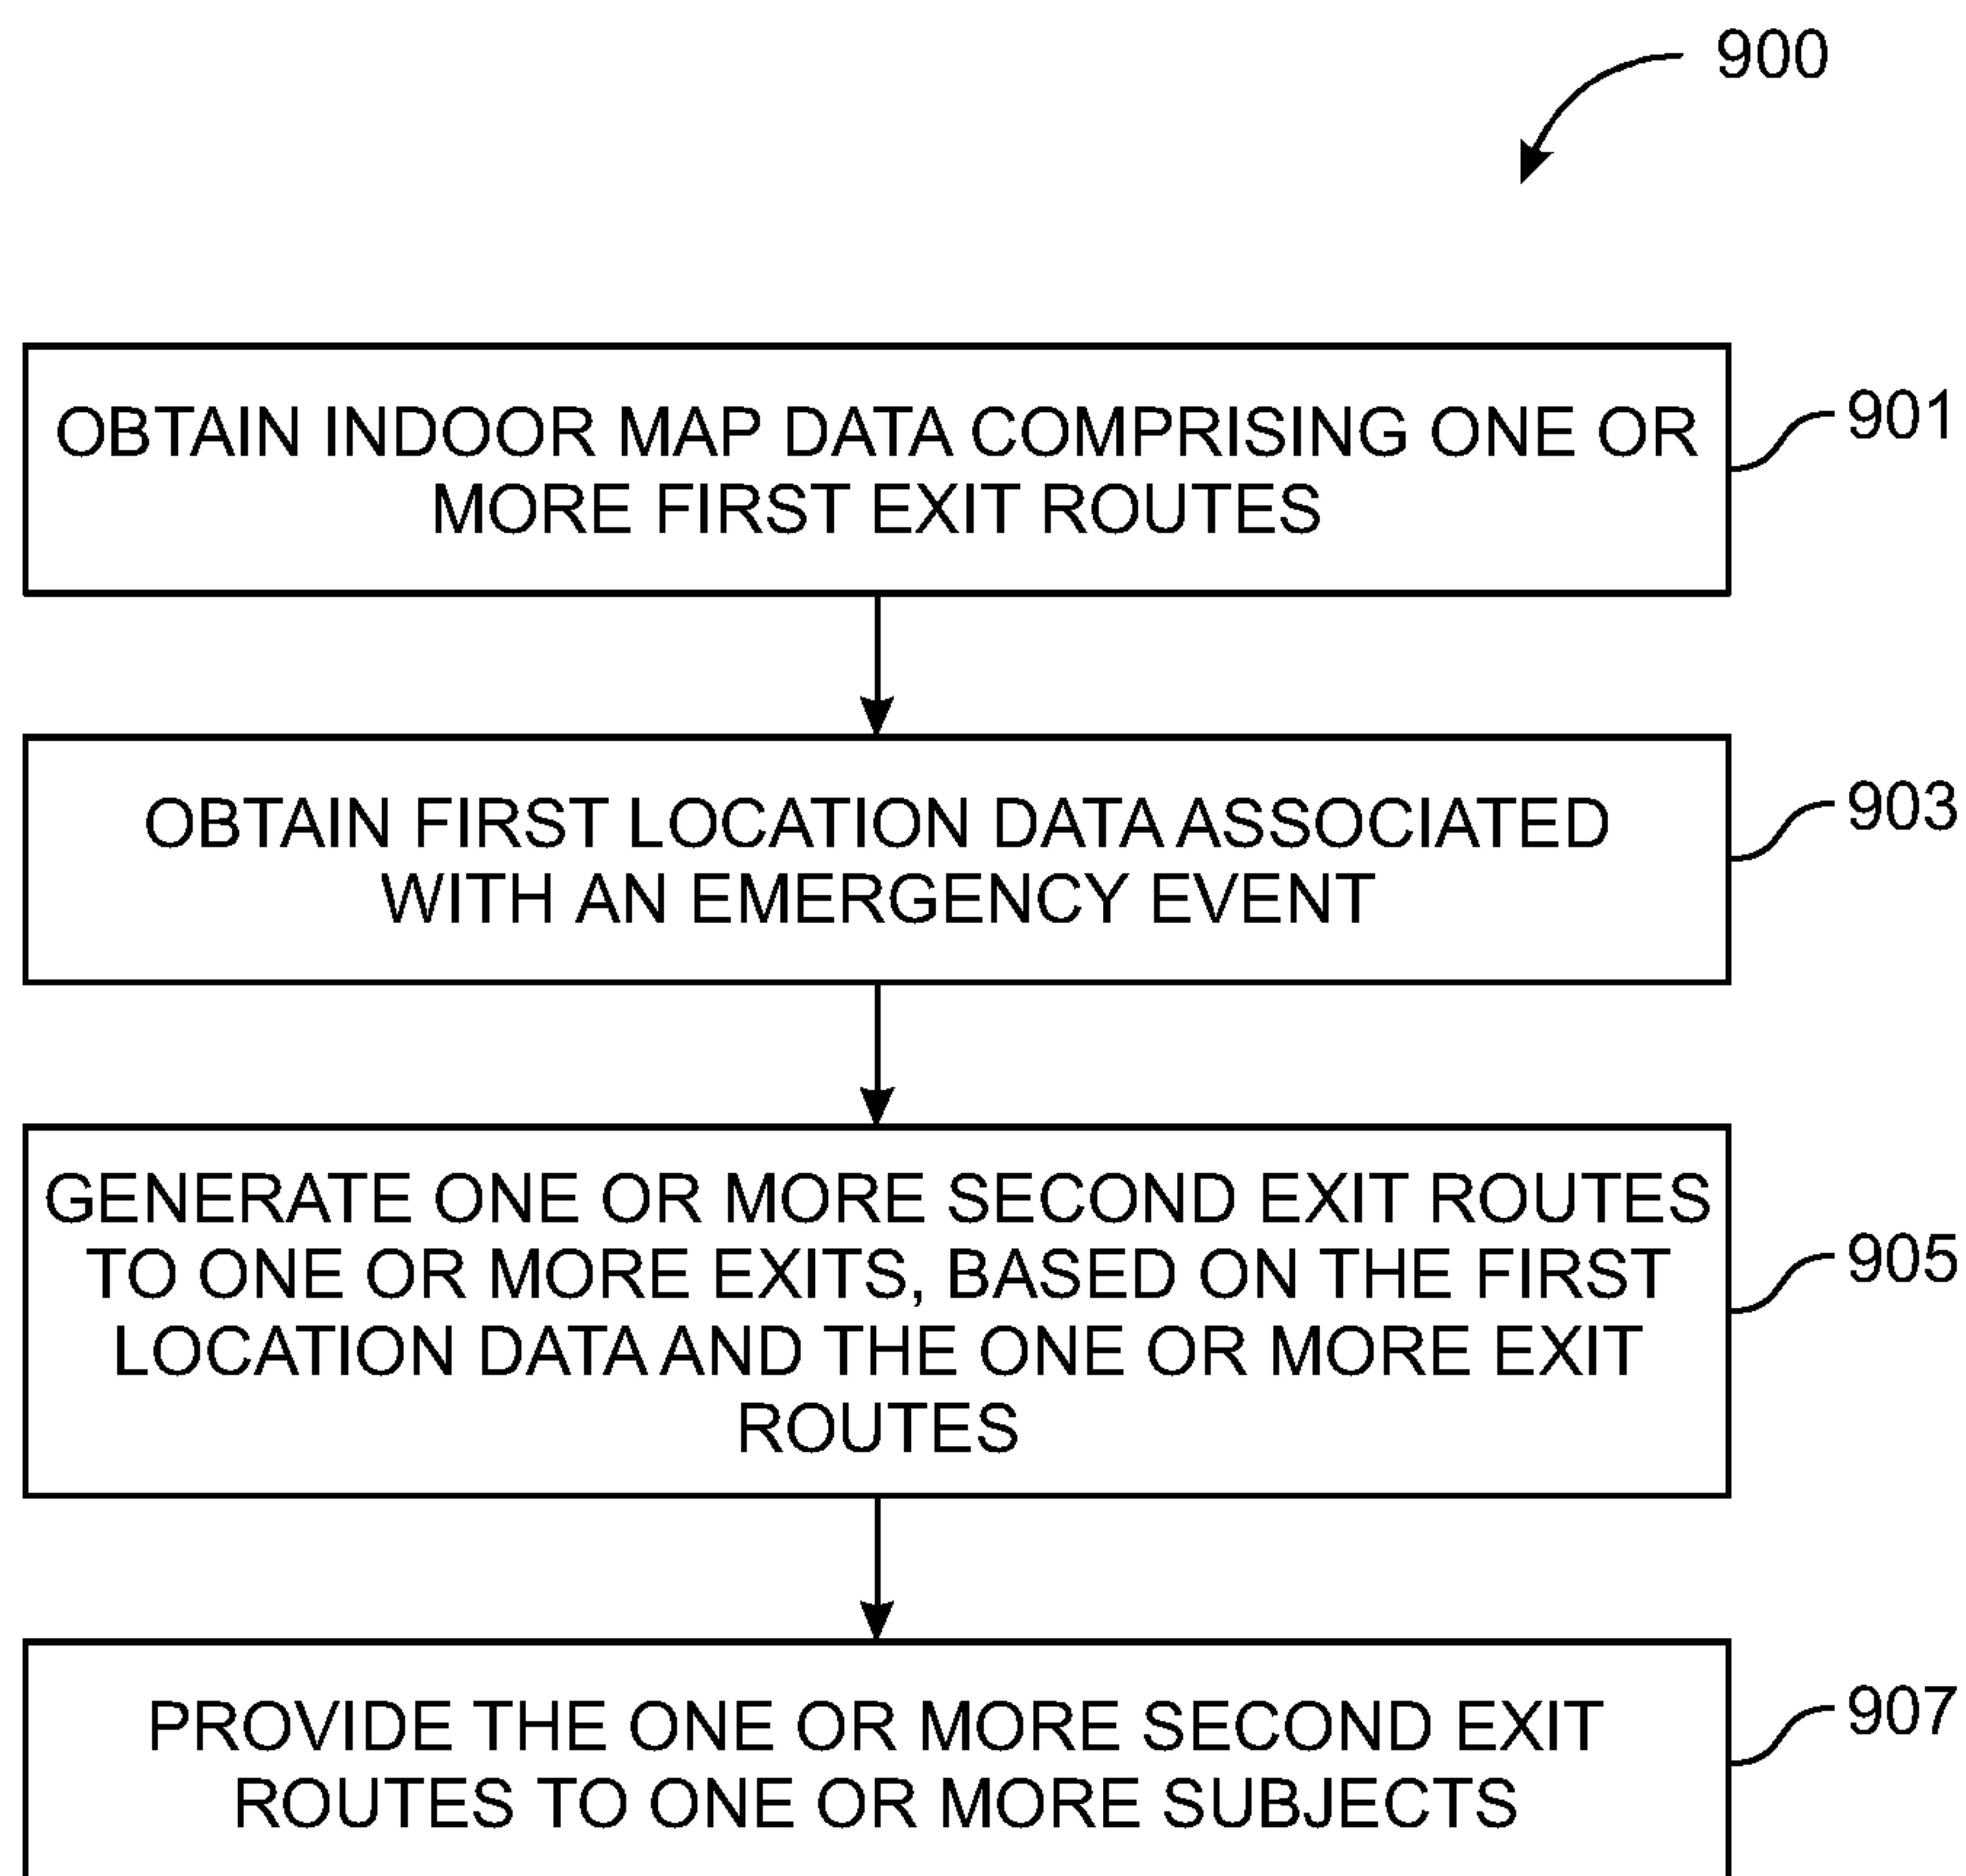 900
OBTAIN INDOOR MAP DATA COMPRISING ONE OR
MORE FIRST EXIT ROUTES
901
OBTAIN FIRST LOCATION DATA ASSOCIATED
WITH AN EMERGENCY EVENT
903
GENERATE ONE OR MORE SECOND EXIT ROUTES
TO ONE OR MORE EXITS, BASED ON THE FIRST
LOCATION DATA AND THE ONE OR MORE EXIT
ROUTES
905
PROVIDE THE ONE OR MORE SECOND EXIT
ROUTES TO ONE OR MORE SUBJECTS
907